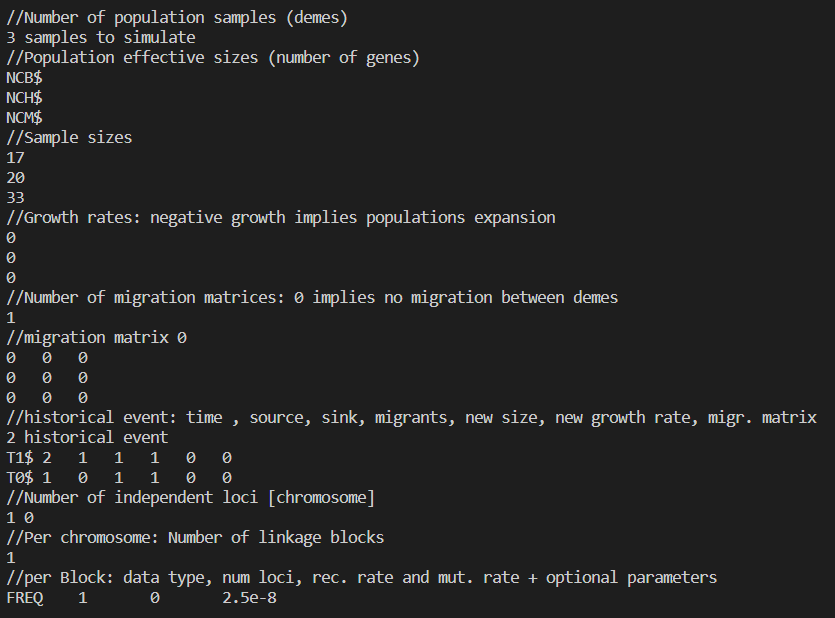 //Number of population samples (demes)
3 samples to simulate
//Population effective sizes (number of genes)
NCB$
NCH$
NCM$
//Sample sizes
17
20
33
//Growth rates: negative growth implies populations expansion
0
0
0
//Number of migration matrices: 0 implies no migration between demes
1
//migration matrix 0
0 0 0
0 0 0
0 0 0
//historical event: time , source, sink, migrants, new size, new growth rate, migr. matrix
2 historical event
T1$ 2 1 1 1 0 0
T0$ 1 0 1 1 0 0
//Number of independent loci [chromosome]
1 0
//Per chromosome: Number of linkage blocks
1
//per Block: data type, num loci, rec. rate and mut. rate + optional parameters
FREQ 1 0 2.5e-8